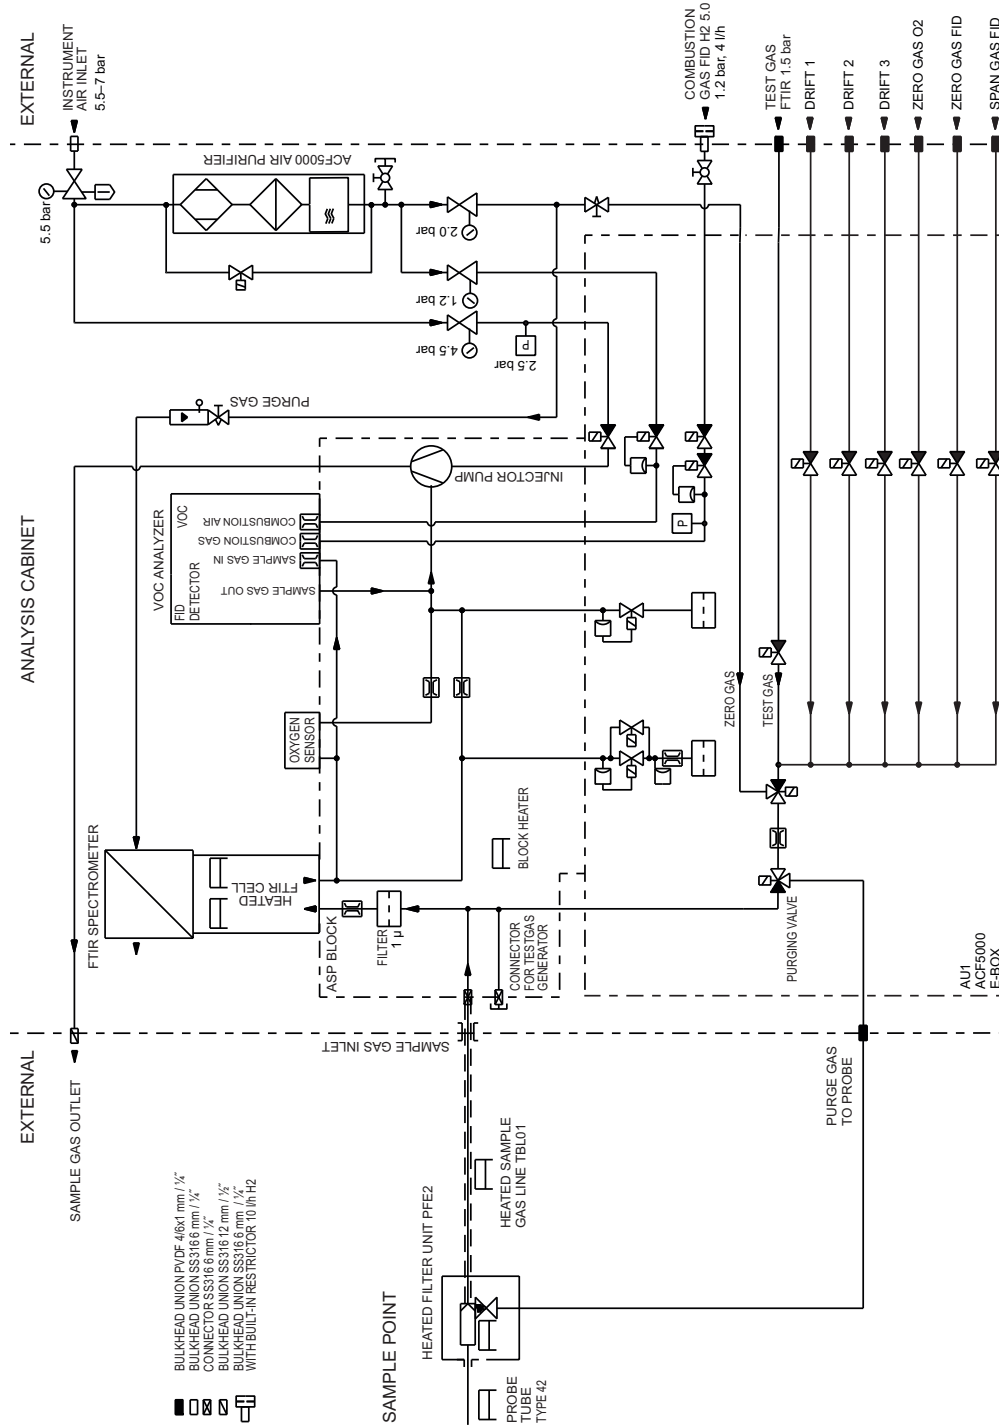 EXTERNAL
ANALYSIS CABINET
EXTERNAL
INSTRUMENT
AIR INLET
5.5–7 bar
5.5 bar
ACF5000 AIR PURIFIER
2.0 bar
1.2 bar
4.5 bar
P
2.5 bar
COMBUSTION
GAS FID H2 5.0
1.2 bar, 4 l/h
TEST GAS
FTIR 1.5 bar
DRIFT 1
DRIFT 2
DRIFT 3
ZERO GAS O2
ZERO GAS FID
SPAN GAS FID
PURGE GAS
INJECTOR PUMP
VOC ANALYZER
VOC
FID
DETECTOR
COMBUSTION AIR
COMBUSTION GAS
SAMPLE GAS IN
SAMPLE GAS OUT
P
OXYGEN
SENSOR
ZERO GAS
TEST GAS
FTIR SPECTROMETER
HEATED
FTIR CELL
BLOCK HEATER
ASP BLOCK
FILTER
1 µ
CONNECTOR
FOR TESTGAS
GENERATOR
PURGING VALVE
AU1
ACF5000
E-BOX
SAMPLE GAS OUTLET
SAMPLE GAS INLET
PURGE GAS
TO PROBE
HEATED SAMPLE
GAS LINE TBL01
HEATED FILTER UNIT PFE2
SAMPLE POINT
PROBE
TUBE
TYPE 42
BULKHEAD UNION PVDF 4/6x1 mm / ¼"
BULKHEAD UNION SS316 6 mm / ¼"
CONNECTOR SS316 6 mm / ¼"
BULKHEAD UNION SS316 12 mm / ½"
BULKHEAD UNION SS316 6 mm / ¼"
WITH BUILT-IN RESTRICTOR 10 l/h H2